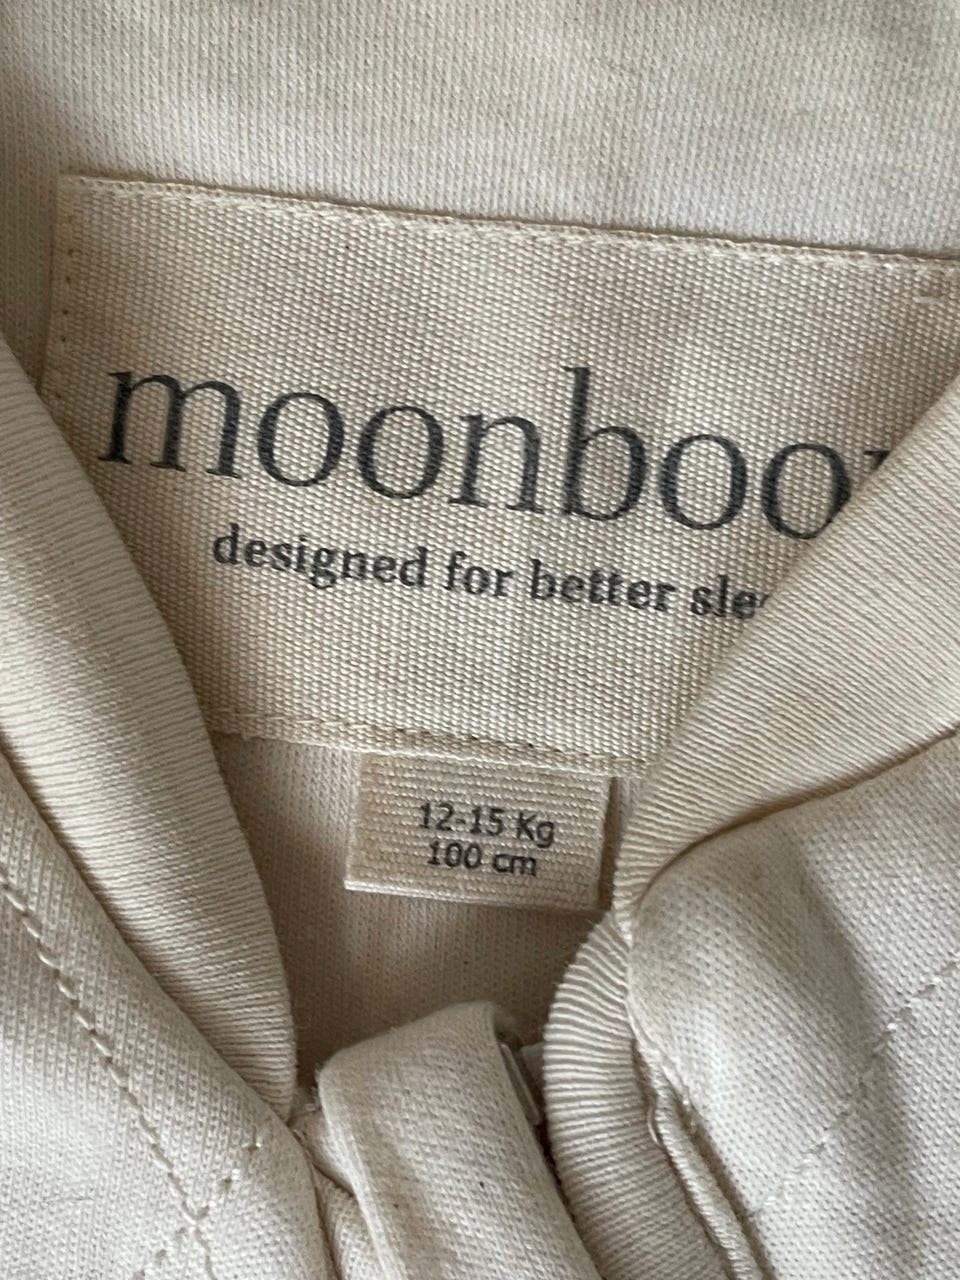 moonboo
designed for better sle
12-15 Kg
100 cm